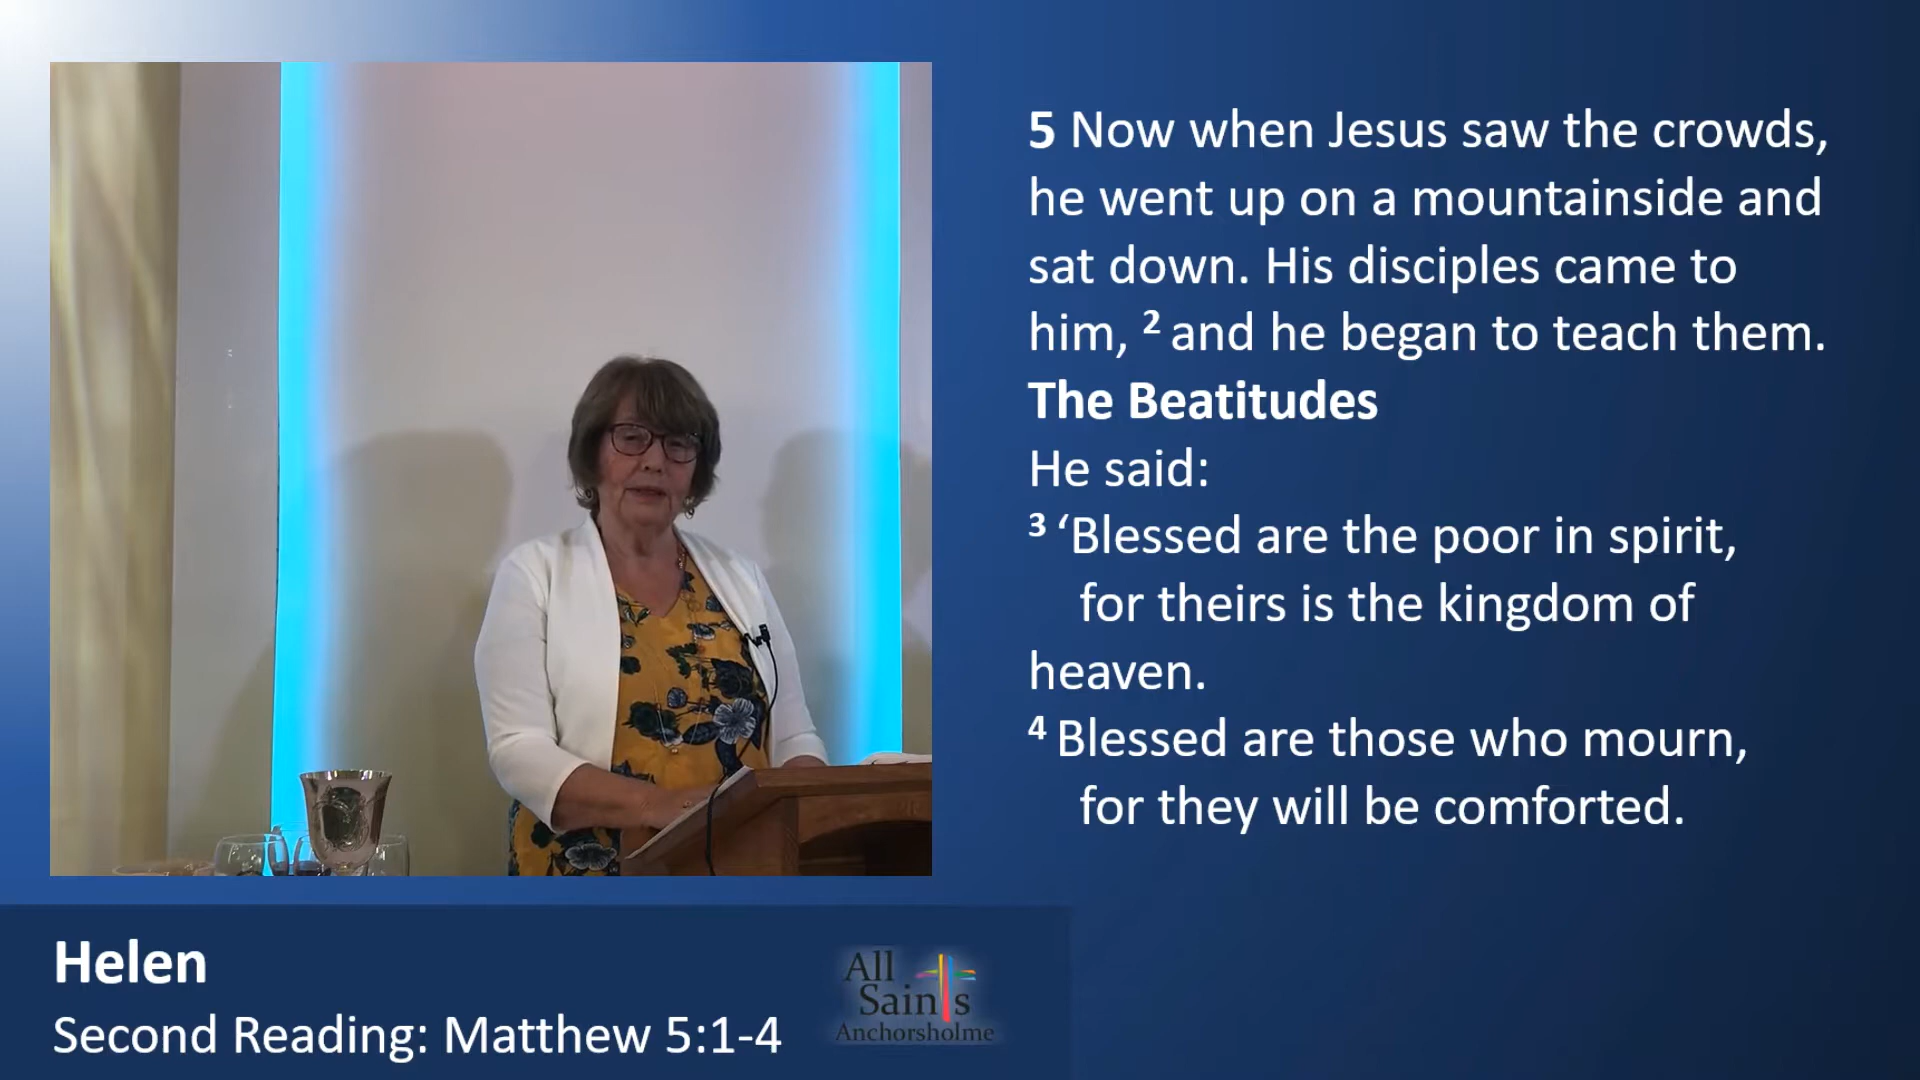 5 Now when Jesus saw the crowds,
he went up on a mountainside and
sat down. His disciples came to
him, 2 and he began to teach them.
The Beatitudes
He said:
3 ‘Blessed are the poor in spirit,
for theirs is the kingdom of
heaven.
4 Blessed are those who mourn,
for they will be comforted.
Helen
Second Reading: Matthew 5:1-4
All
Saints
Anchorsholme